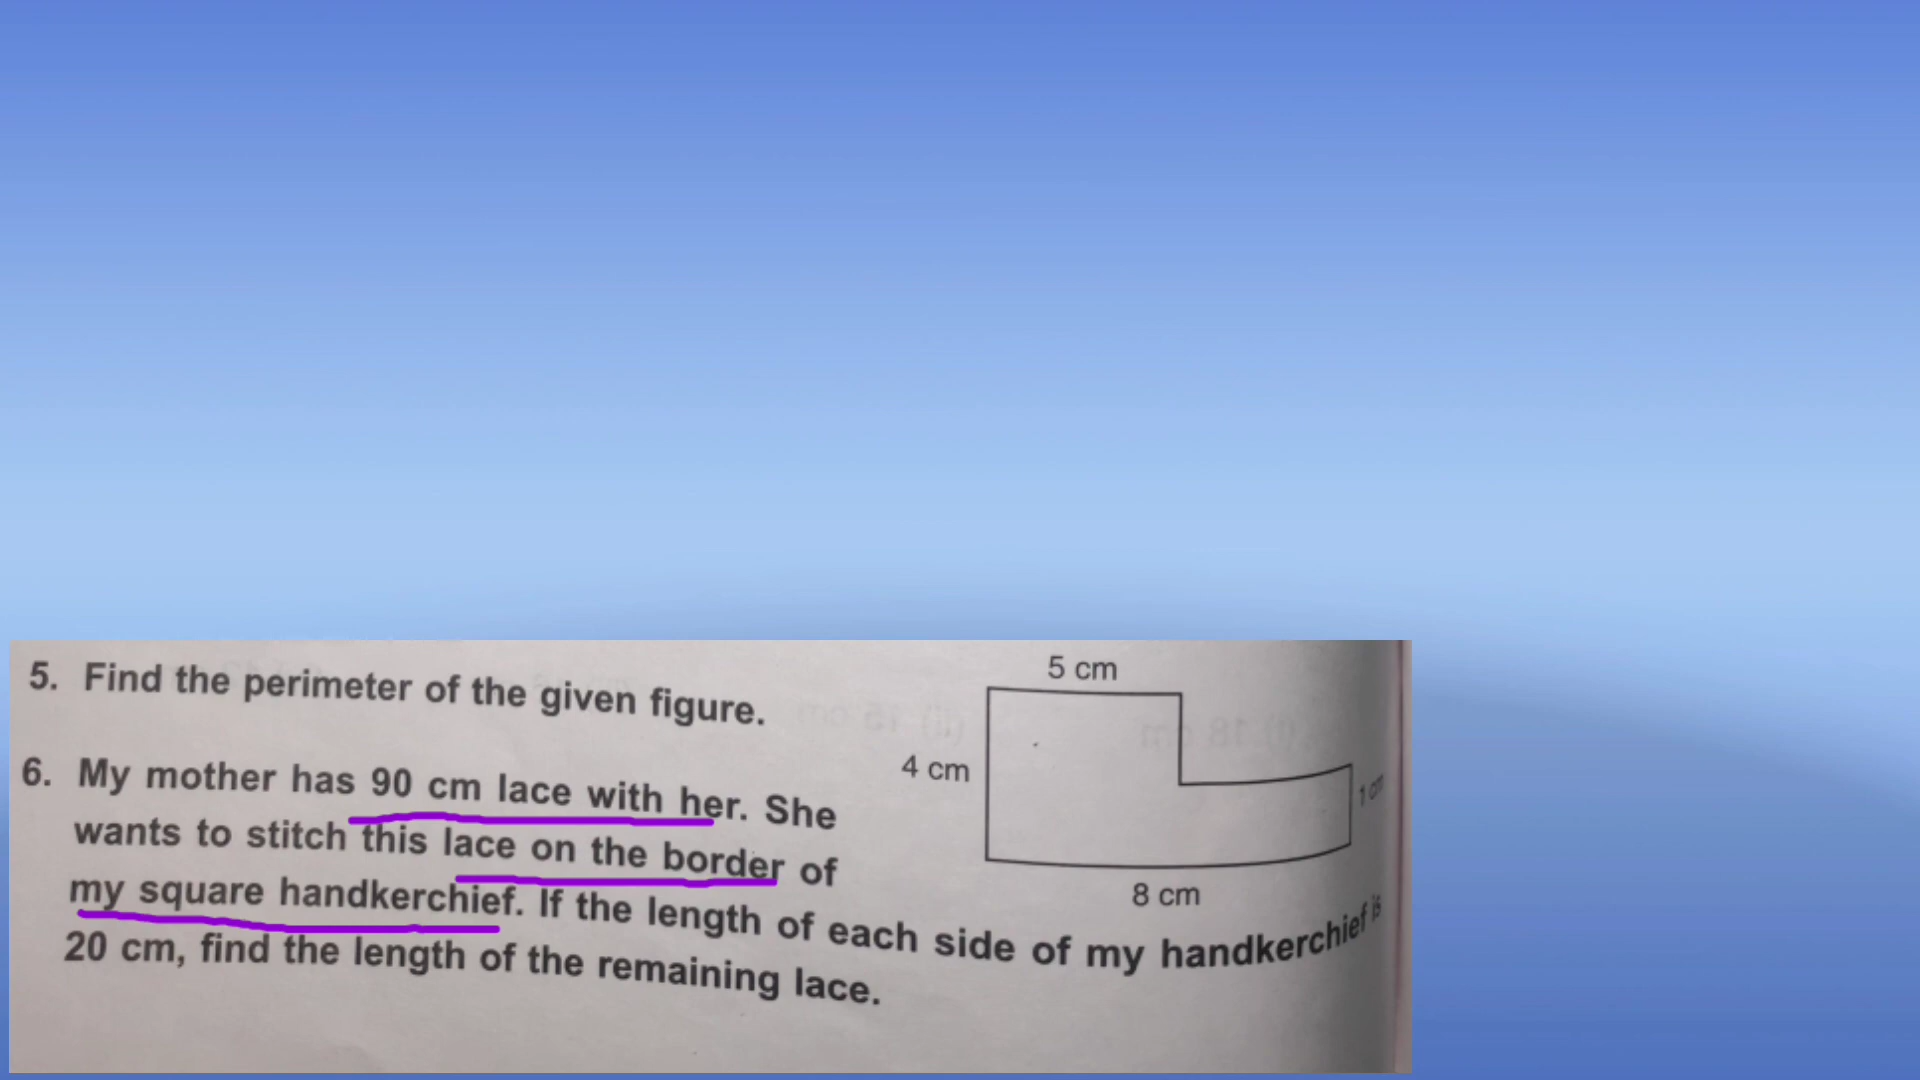 5. Find the perimeter of the given figure.
5 cm
4 cm
1 cm
8 cm
6. My mother has 90 cm lace with her. She
wants to stitch this lace on the border of
my square handkerchief. If the length of each side of my handkerchief is
20 cm, find the length of the remaining lace.